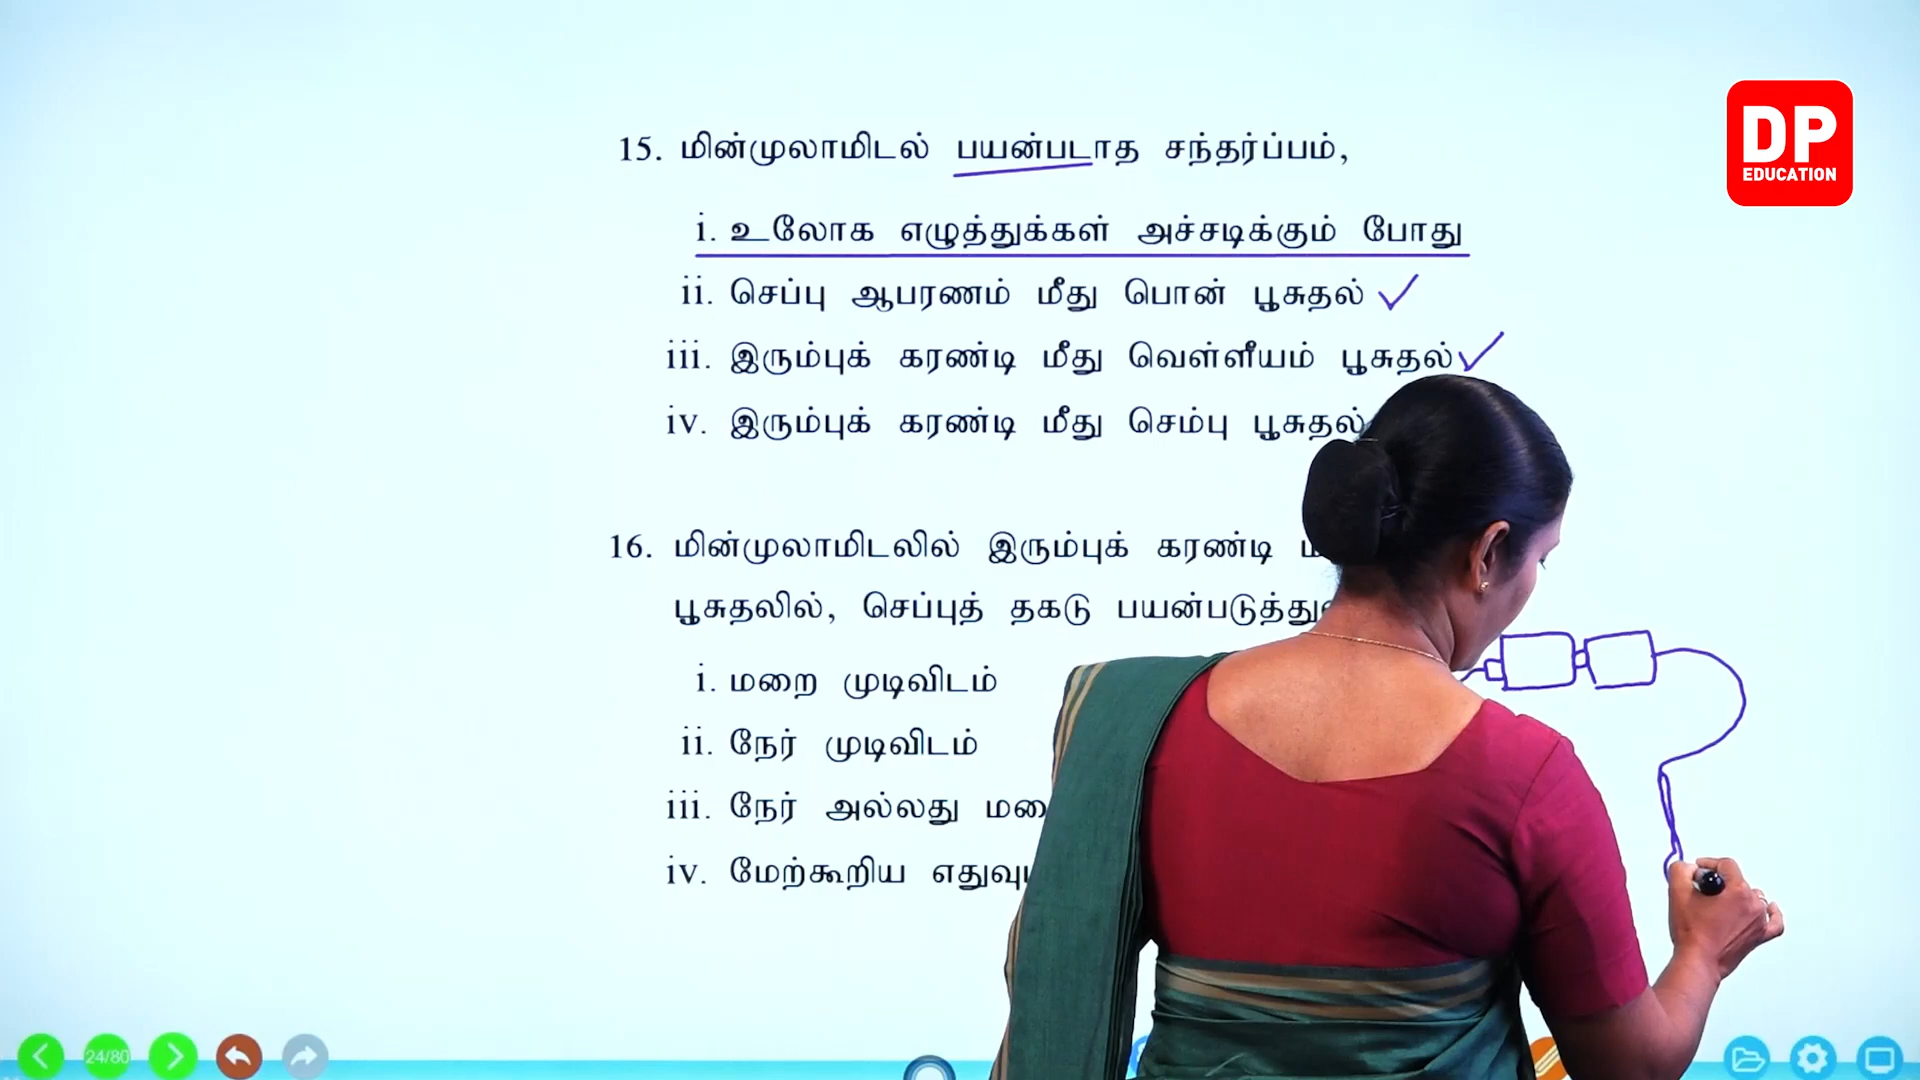 DP
EDUCATION
15. மின்முலாமிடல் பயன்படாத சந்தர்ப்பம்,
i. உலோக எழுத்துக்கள் அச்சடிக்கும் போது
ii. செப்பு ஆபரணம் மீது பொன் பூசுதல்
iii. இரும்புக் கரண்டி மீது வெள்ளீயம் பூசுதல்
iv. இரும்புக் கரண்டி மீது செம்பு பூசுதல்
16. மின்முலாமிடலில் இரும்புக் கரண்டி
பூசுதலில், செப்புத் தகடு
i. மறை முடிவிடம்
ii. நேர் முடிவிடம்
iii. நேர் அல்லது
iv. மேற்கூறிய
24/80